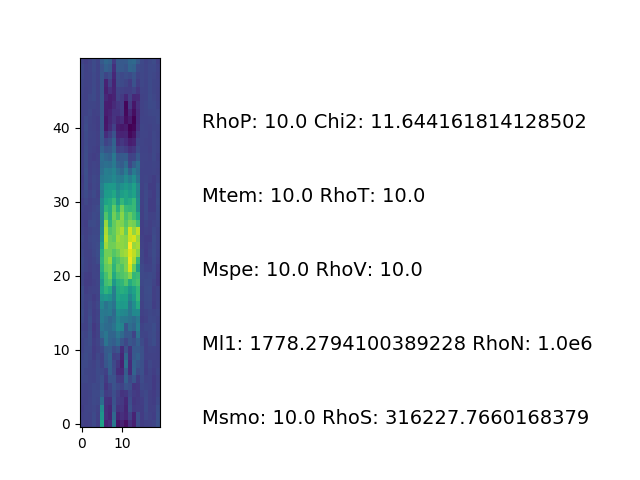 40
RhoP: 10.0 Chi2: 11.644161814128502
30
Mtem: 10.0 RhoT: 10.0
20
Mspe: 10.0 RhoV: 10.0
10
Ml1: 1778.2794100389228 RhoN: 1.0e6
0
Msmo: 10.0 RhoS: 316227.7660168379
0 10